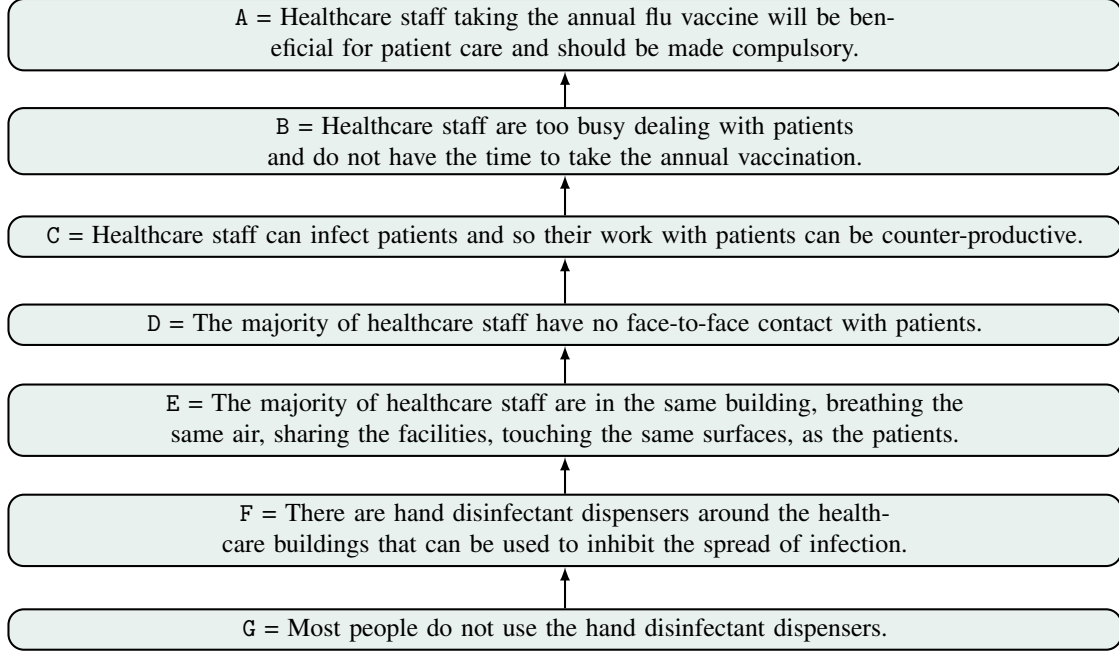 A = Healthcare staff taking the annual flu vaccine will be ben-
eficial for patient care and should be made compulsory.
B = Healthcare staff are too busy dealing with patients
and do not have the time to take the annual vaccination.
C = Healthcare staff can infect patients and so their work with patients can be counter-productive.
D = The majority of healthcare staff have no face-to-face contact with patients.
E = The majority of healthcare staff are in the same building, breathing the
same air, sharing the facilities, touching the same surfaces, as the patients.
F = There are hand disinfectant dispensers around the health-
care buildings that can be used to inhibit the spread of infection.
G = Most people do not use the hand disinfectant dispensers.